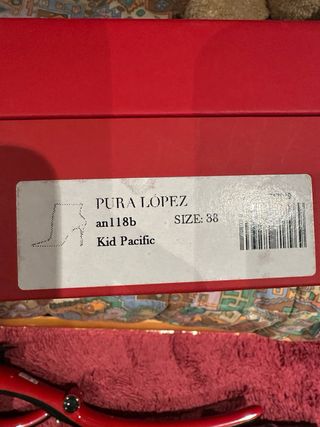 PURA LÓPEZ
an118b SIZE: 38
Kid Pacific